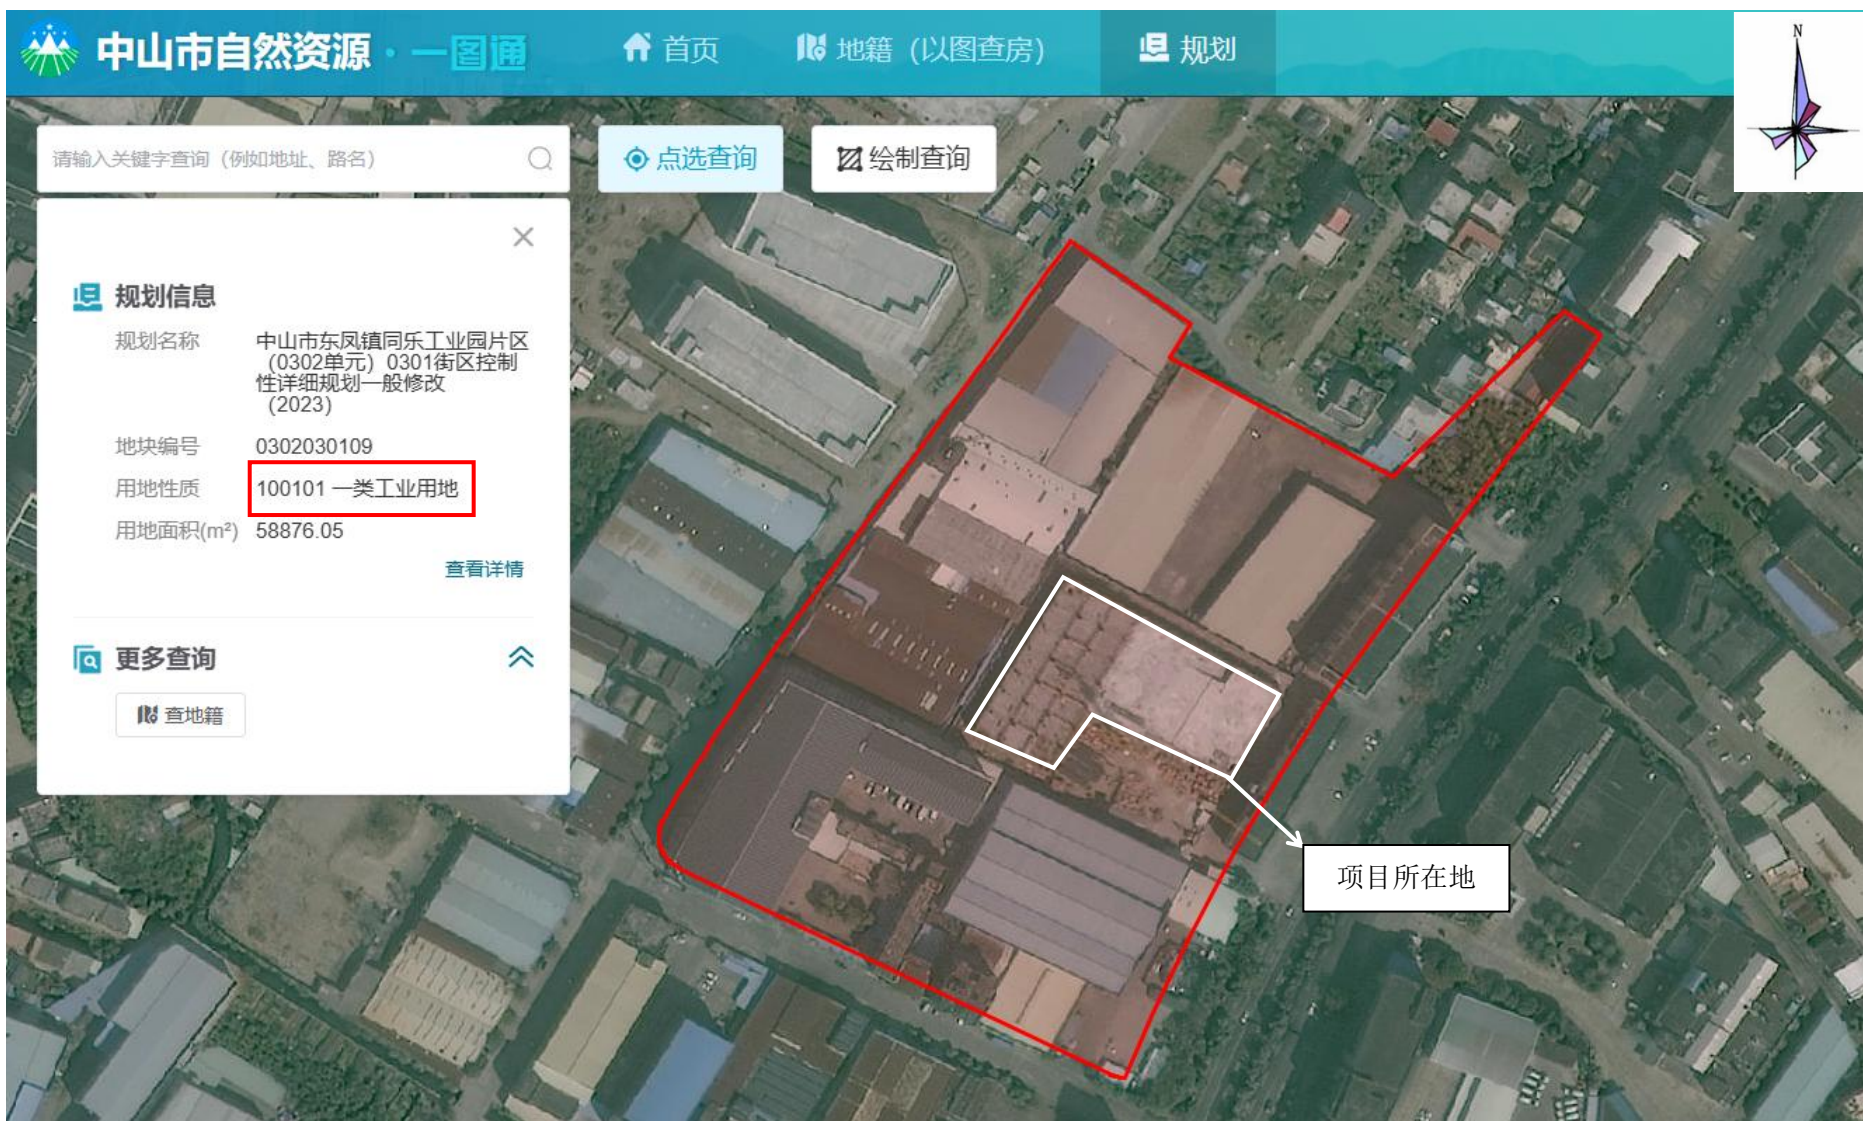 中山市自然资源·一图通
首页
地籍（以图查房）
规划
N
请输入关键字查询（例如地址、路名）
点选查询
绘制查询
规划信息
规划名称 中山市东凤镇同乐工业园片区
（0302单元）0301街区控制
性详细规划一般修改
（2023）
地块编号 0302030109
用地性质 100101 一类工业用地
用地面积(m²) 58876.05
查看详情
更多查询
查地籍
项目所在地